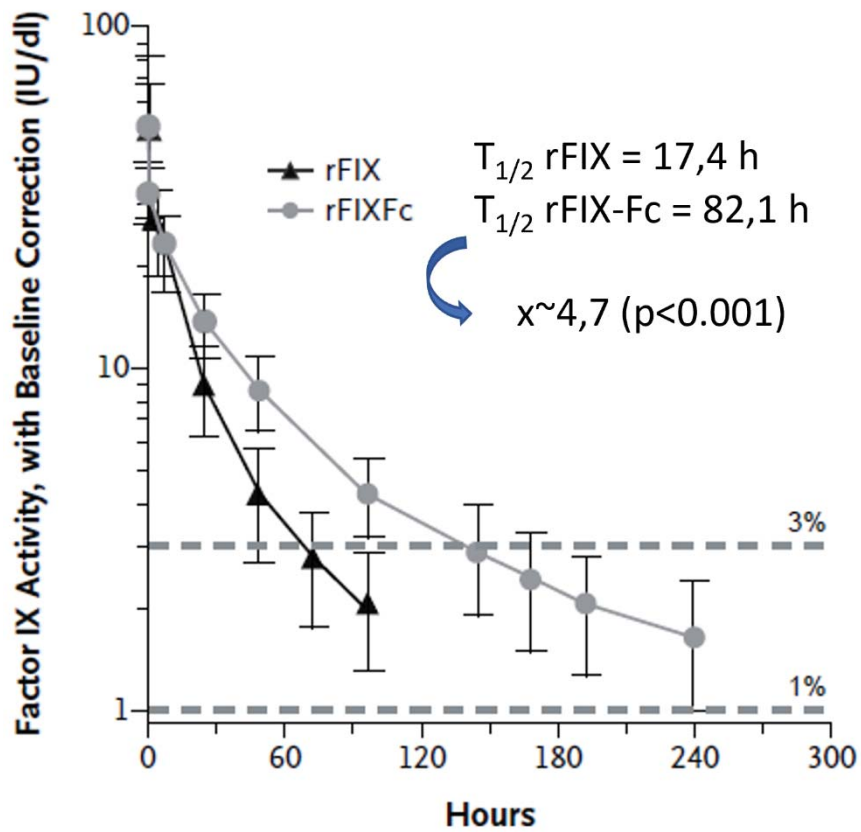 Factor IX Activity, with Baseline Correction (IU/dl)
100
10
1
rFIX
rFIXFc
T1/2 rFIX = 17,4 h
T1/2 rFIX-Fc = 82,1 h
x~4,7 (p<0.001)
3%
1%
0 60 120 180 240 300
Hours